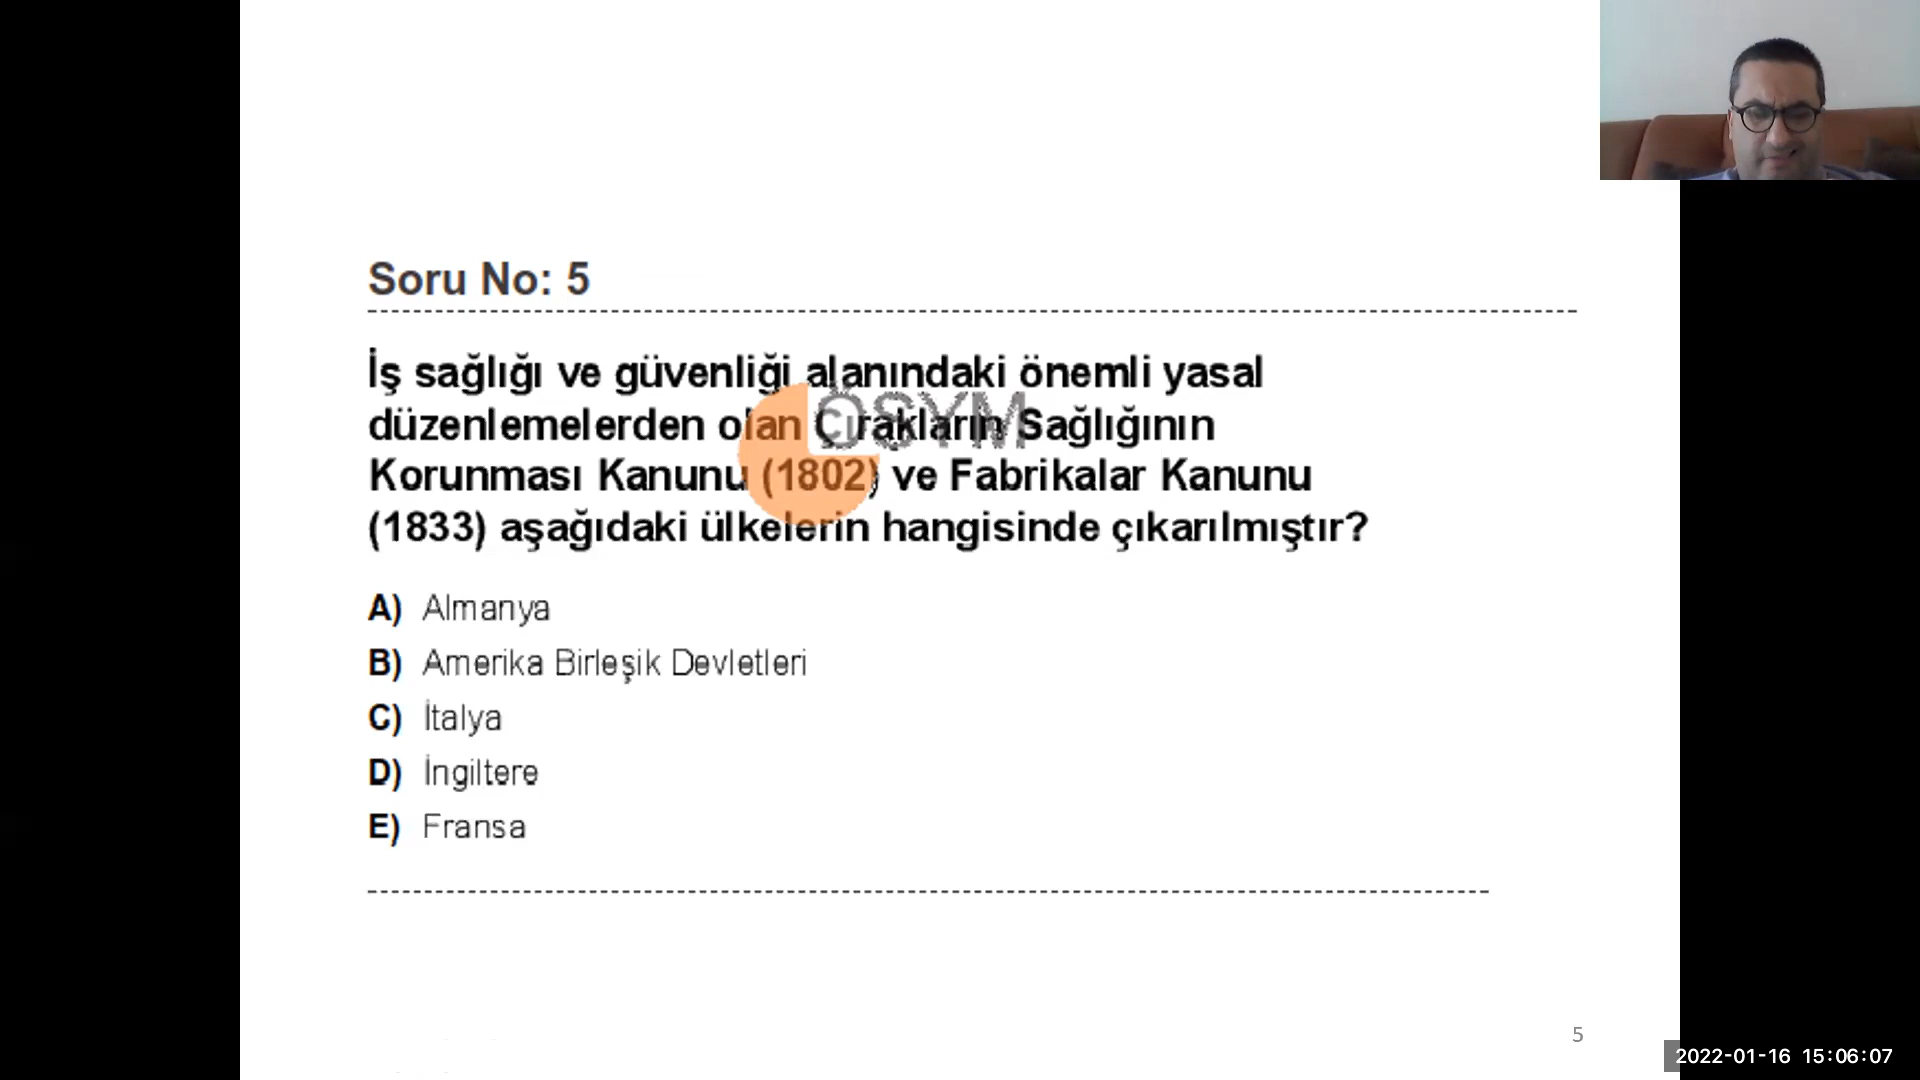 Soru No: 5
İş sağlığı ve güvenliği alanındaki önemli yasal
düzenlemelerden olan Çırakların Sağlığının
Korunması Kanunu (1802) ve Fabrikalar Kanunu
(1833) aşağıdaki ülkelerin hangisinde çıkarılmıştır?
ÖSYM
A) Almanya
B) Amerika Birleşik Devletleri
C) İtalya
D) İngiltere
E) Fransa
5
2022-01-16 15:06:07